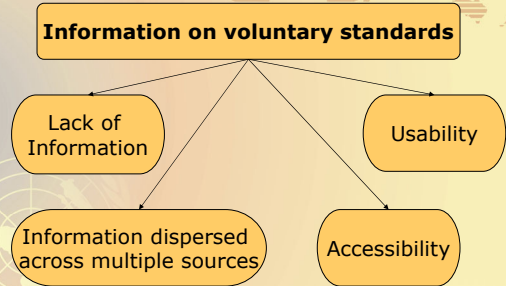 Information on voluntary standards
Lack of
Information
Usability
Information dispersed
across multiple sources
Accessibility